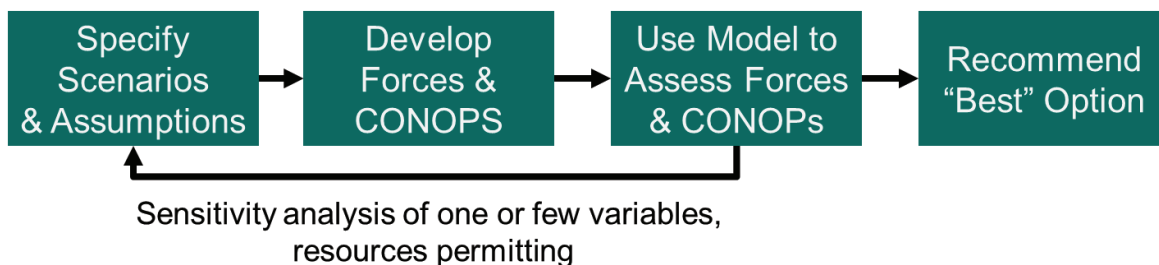 Specify
Scenarios
& Assumptions
Develop
Forces &
CONOPS
Use Model to
Assess Forces
& CONOPs
Recommend
“Best” Option
Sensitivity analysis of one or few variables,
resources permitting